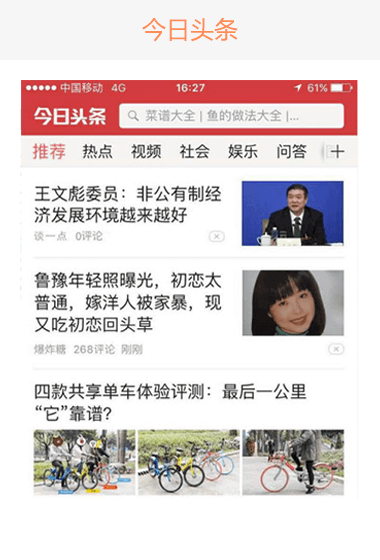 今日头条
中国移动 4G 16:27 61%
今日头条 菜谱大全 | 鱼的做法大全 |...
推荐 热点 视频 社会 娱乐 问答
王文彪委员：非公有制经
济发展环境越来越好
谈一点 0评论
鲁豫年轻照曝光，初恋太
普通，嫁洋人被家暴，现
又吃初恋回头草
爆炸糖 268评论 刚刚
四款共享单车体验评测：最后一公里
“它”靠谱?